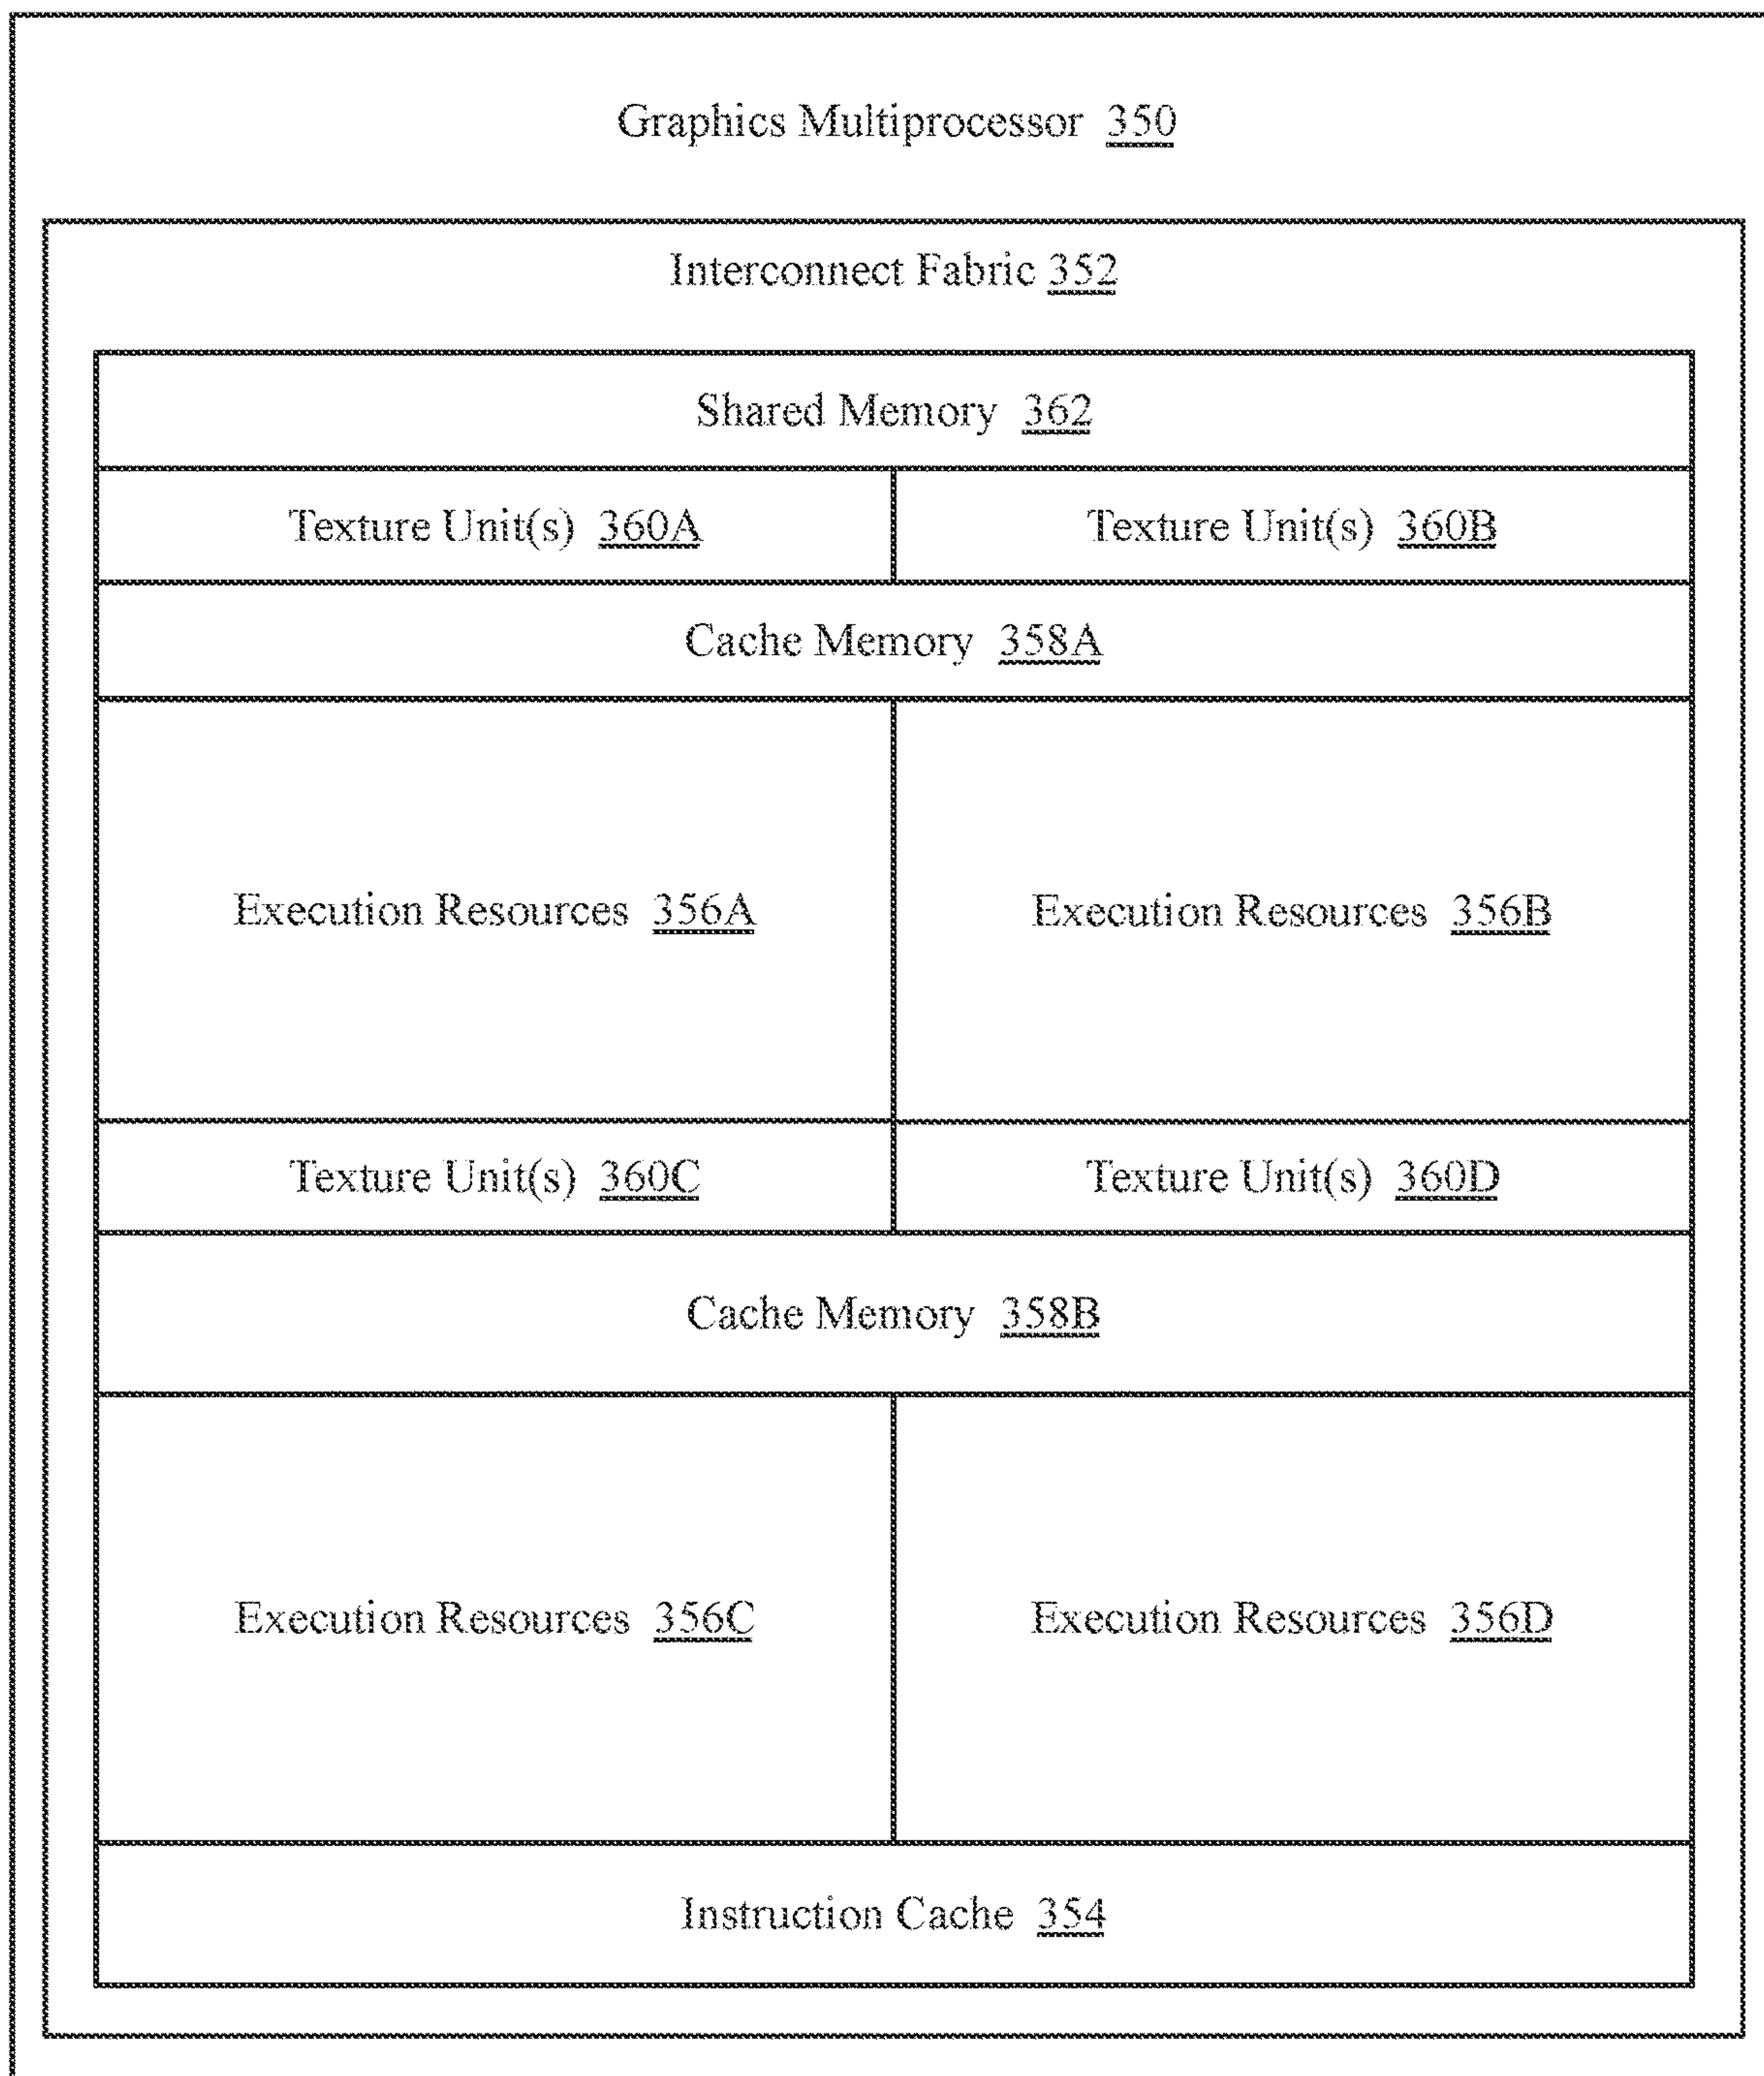 Graphics Multiprocessor 350
Interconnect Fabric 352
Shared Memory 362
Texture Unit(s) 360A
Texture Unit(s) 360B
Cache Memory 358A
Execution Resources 356A
Execution Resources 356B
Texture Unit(s) 360C
Texture Unit(s) 360D
Cache Memory 358B
Execution Resources 356C
Execution Resources 356D
Instruction Cache 354